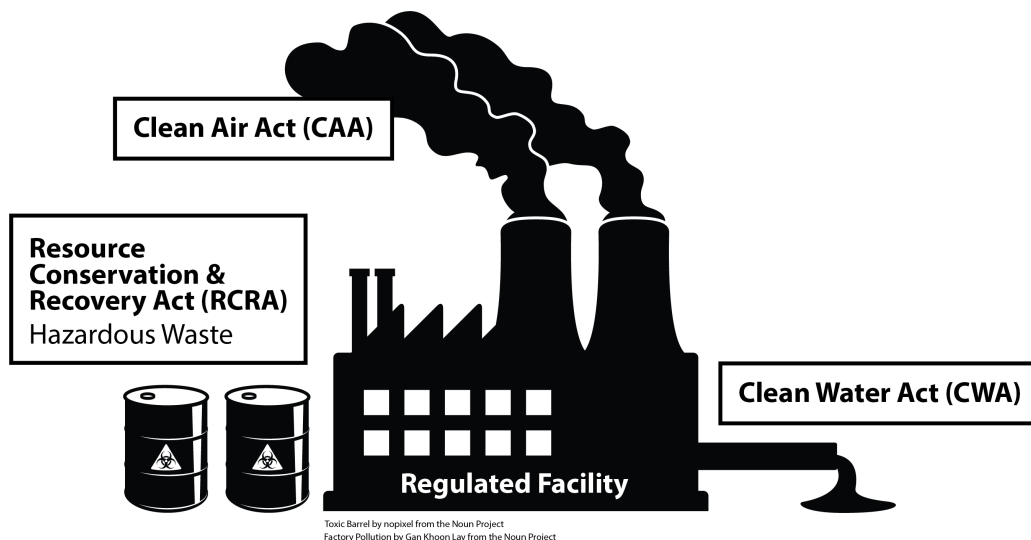 Clean Air Act (CAA)
Resource
Conservation &
Recovery Act (RCRA)
Hazardous Waste
Clean Water Act (CWA)
Regulated Facility
Toxic Barrel by nopixel from the Noun Project
Factory Pollution by Gan Khoon Lay from the Noun Project